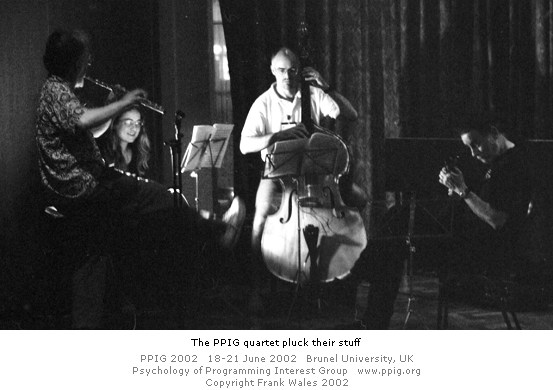 The PPIG quartet pluck their stuff
PPIG 2002 18-21 June 2002 Brunel University, UK
Psychology of Programming Interest Group www.ppig.org
Copyright Frank Wales 2002